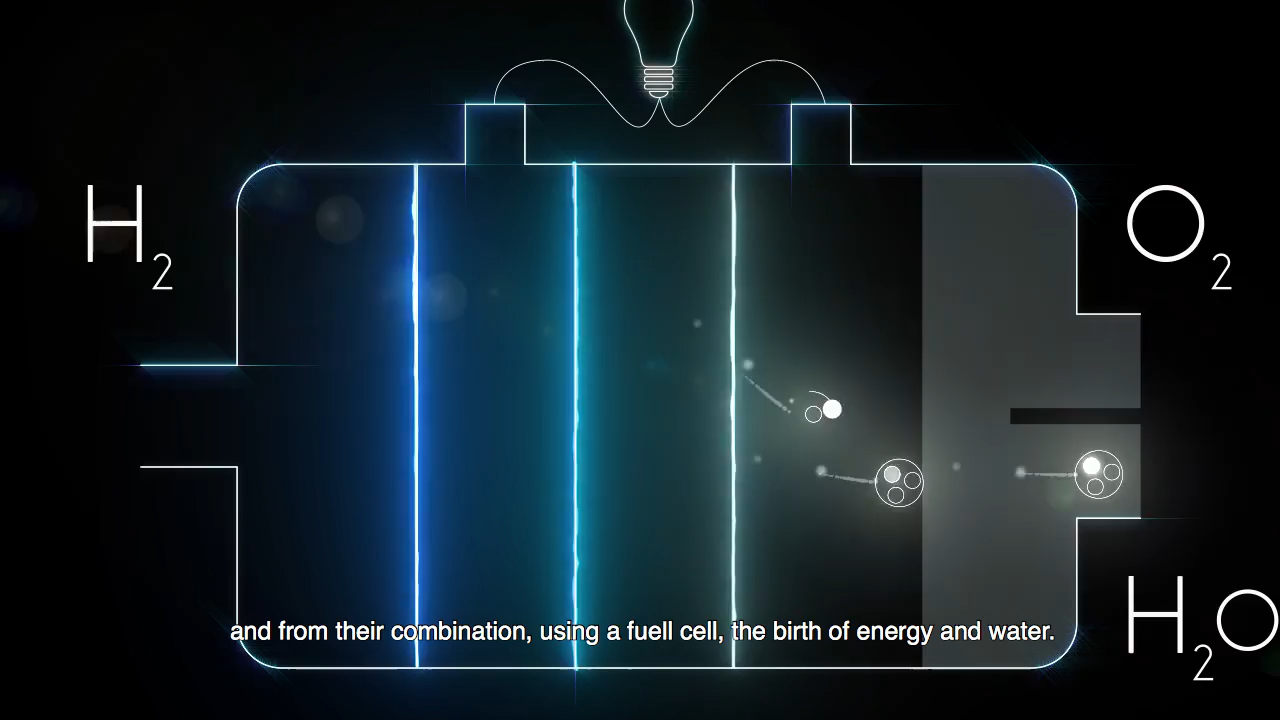 H2
O2
and from their combination, using a fuell cell, the birth of energy and water.
H2O